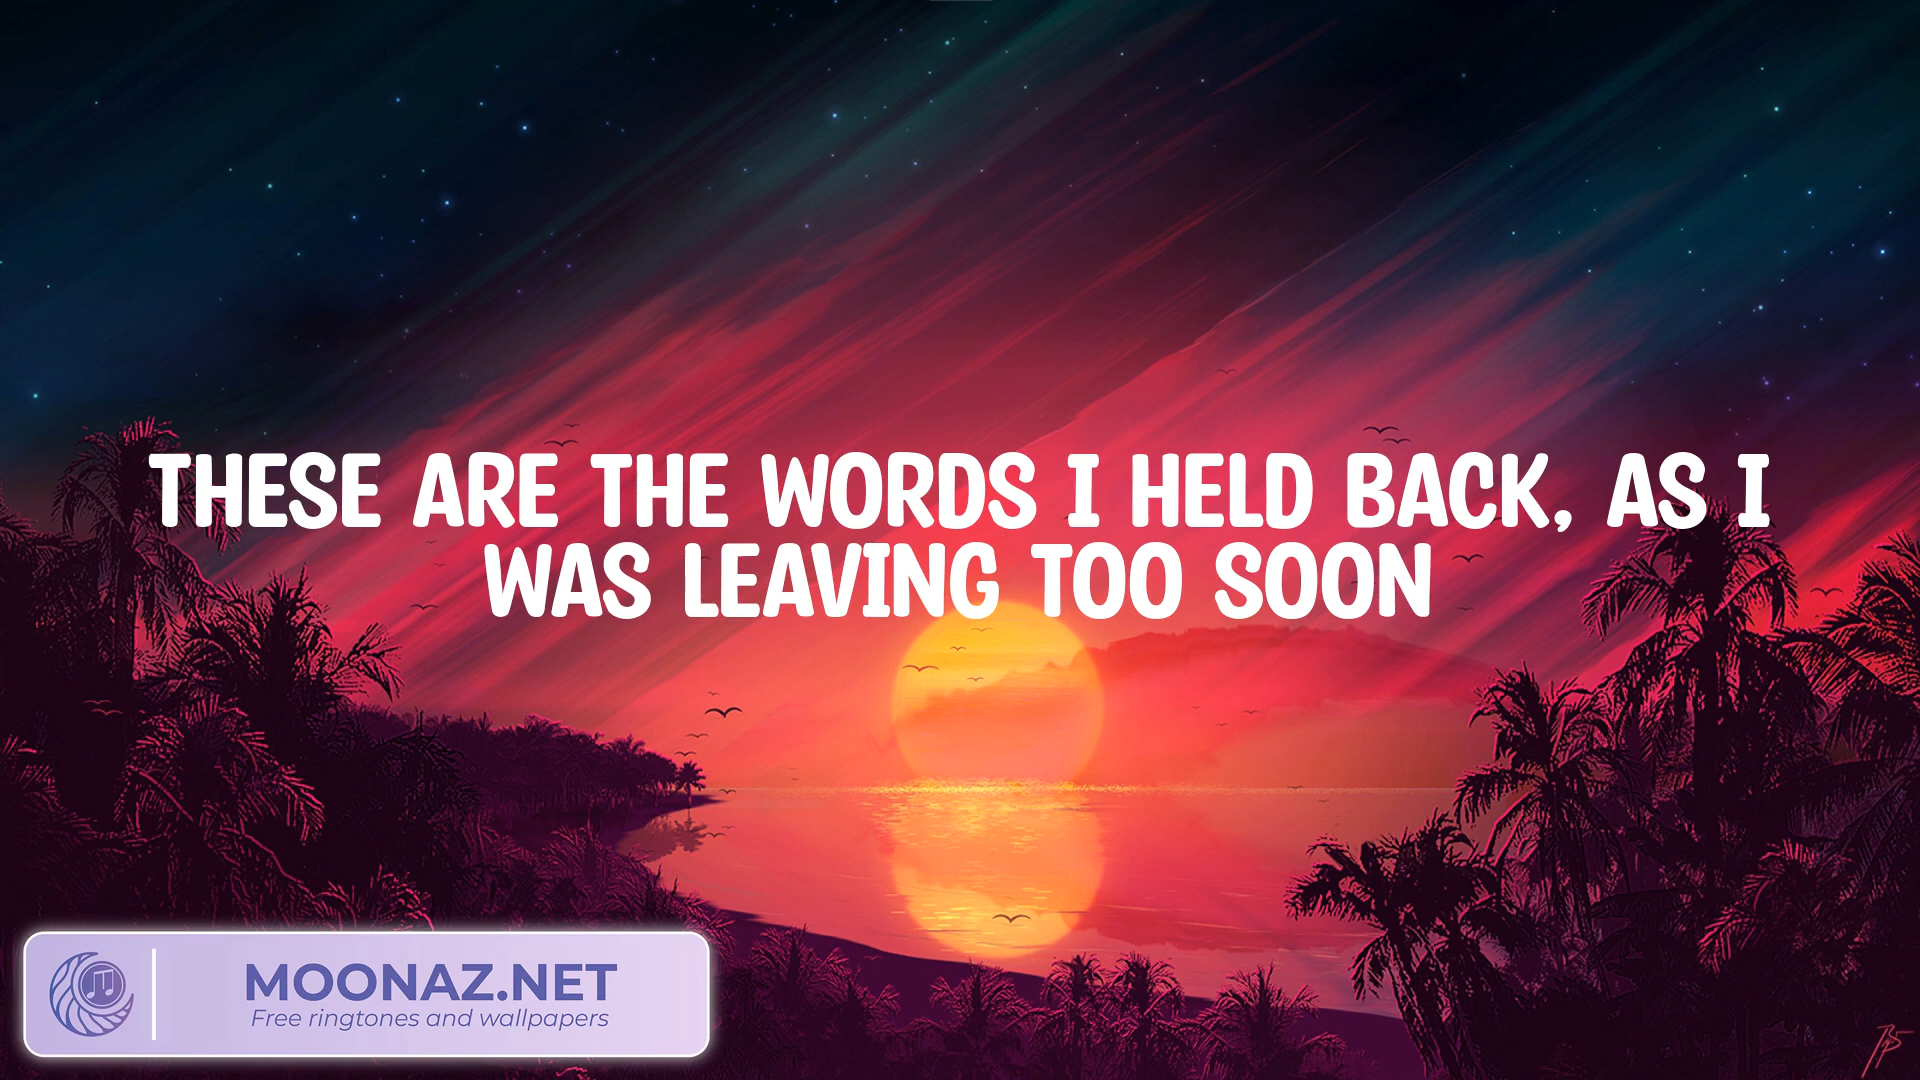 THESE ARE THE WORDS I HELD BACK, AS I
WAS LEAVING TOO SOON
MOONAZ.NET
Free ringtones and wallpapers